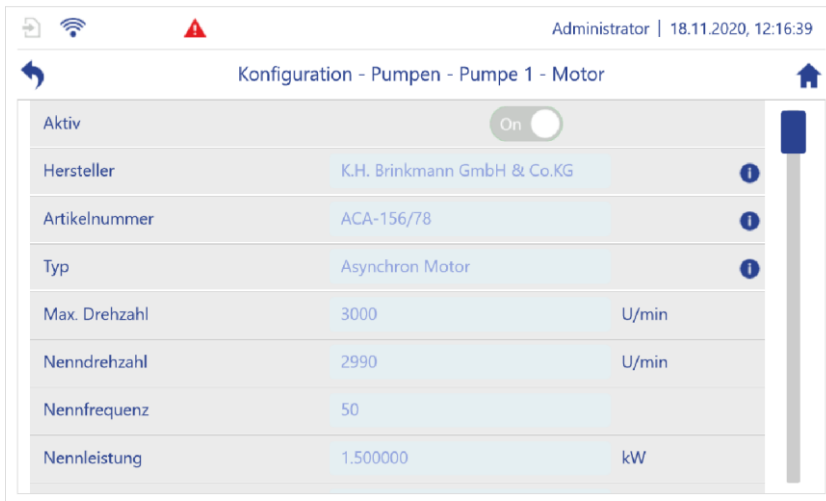 Administrator | 18.11.2020, 12:16:39
Konfiguration - Pumpen - Pumpe 1 - Motor
Aktiv On
Hersteller K.H. Brinkmann GmbH & Co.KG
Artikelnummer ACA-156/78
Typ Asynchron Motor
Max. Drehzahl 3000 U/min
Nenndrehzahl 2990 U/min
Nennfrequenz 50
Nennleistung 1.500000 kW